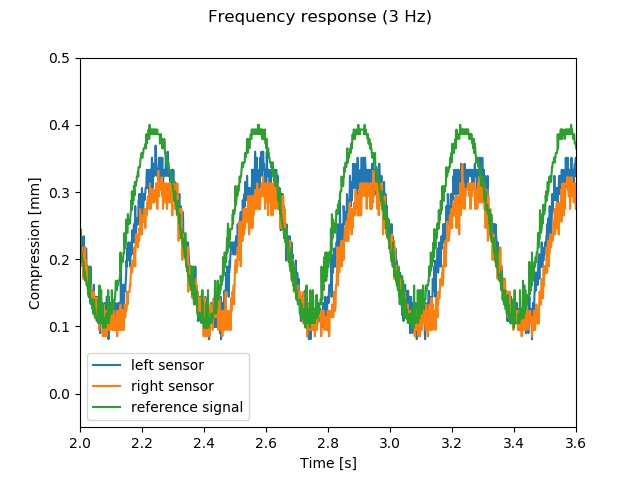 Frequency response (3 Hz)
0.5
0.4
0.3
0.2
0.1
0.0
Compression [mm]
left sensor
right sensor
reference signal
2.0 2.2 2.4 2.6 2.8 3.0 3.2 3.4 3.6
Time [s]